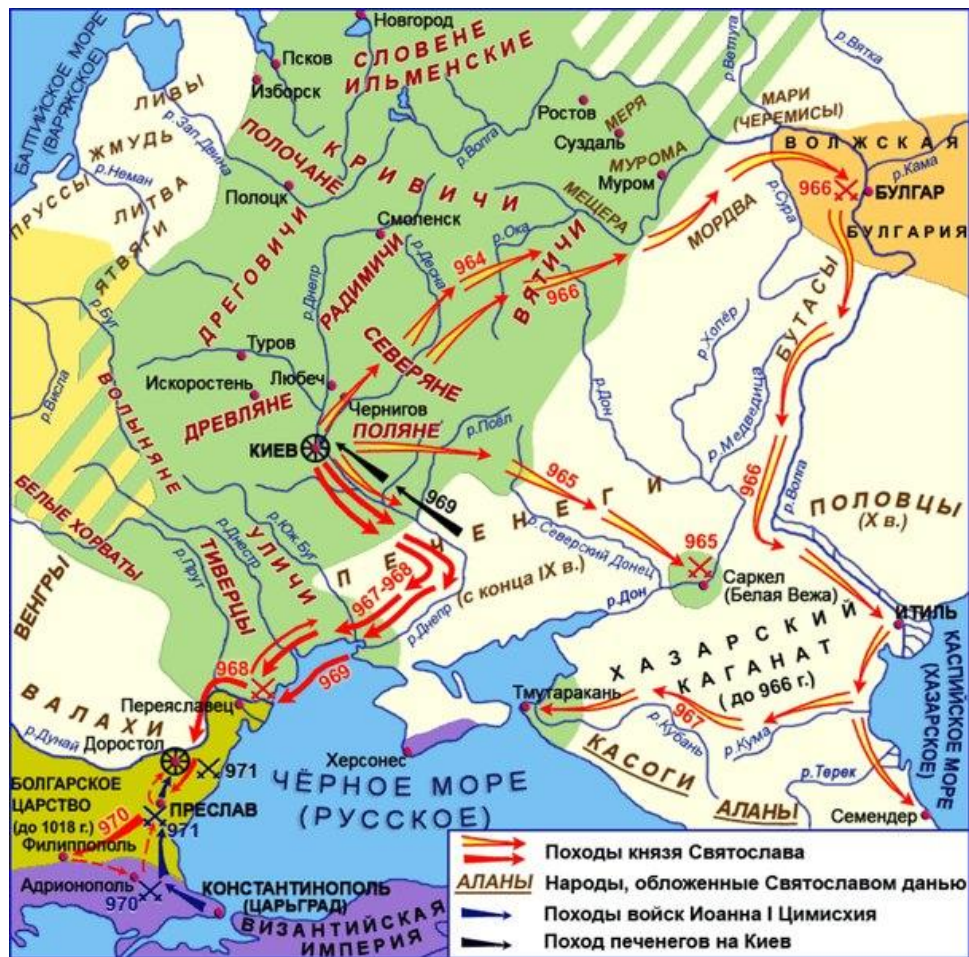 Новгород
Псков
СЛОВЕНЕ
ИЛЬМЕНСКИЕ
Изборск
БАЛТИЙСКОЕ МОРЕ
(ВАРЯЖСКОЕ)
ЛИВЫ
р.Зап.Двина
ЖМУДЬ
р.Неман
ПРУССЫ
ЛИТВА
ЯТВЯГИ
ПОЛОЧАНЕ
Полоцк
КРИВИЧИ
р.Волга
Ростов
МЕРЯ
Суздаль
МУРОМА
Муром
МЕЩЕРА
р.Ветлуга
р.Вятка
МАРИ
(ЧЕРЕМИСЫ)
ВОЛЖСКАЯ
р.Кама
966
БУЛГАР
БУЛГАРИЯ
р.Сура
МОРДВА
Смоленск
р.Ока
964
ВЯТИЧИ
966
р.Десна
РАДИМИЧИ
р.Днепр
ДРЕГОВИЧИ
р.Буг
р.Висла
Туров
Искоростень
Любеч
СЕВЕРЯНЕ
ДРЕВЛЯНЕ
Чернигов
ПОЛЯНЕ
КИЕВ
р.Псёл
ВОЛЫНЯНЕ
БЕЛЫЕ ХОРВАТЫ
БУТАСЫ
р.Хопёр
р.Медведица
р.Дон
966
р.Волга
ПОЛОВЦЫ
(X в.)
969
965
ПЕЧЕНЕГИ
(с конца IX в.)
р.Северский Донец
965
Саркел
(Белая Вежа)
р.Дон
р.Днестр
р.Юж.Буг
р.Прут
УЛИЧИ
ТИВЕРЦЫ
967-968
р.Днепр
ВЕНГРЫ
968
969
ИТИЛЬ
ХАЗАРСКИЙ
КАГАНАТ
(до 966 г.)
КАСПИЙСКОЕ МОРЕ
(ХАЗАРСКОЕ)
Тмутаракань
967
р.Кубань
р.Кума
КАСОГИ
АЛАНЫ
р.Терек
Семендер
Переяславец
ВАЛАХИ
р.Дунай
Доростол
971
Херсонес
ЧЁРНОЕ МОРЕ
(РУССКОЕ)
БОЛГАРСКОЕ
ЦАРСТВО
(до 1018 г.)
ПРЕСЛАВ
970
971
Филиппополь
Адрионополь
970
КОНСТАНТИНОПОЛЬ
(ЦАРЬГРАД)
ВИЗАНТИЙСКАЯ
ИМПЕРИЯ
Походы князя Святослава
АЛАНЫ Народы, обложенные Святославом данью
Походы войск Иоанна I Цимисхия
Поход печенегов на Киев